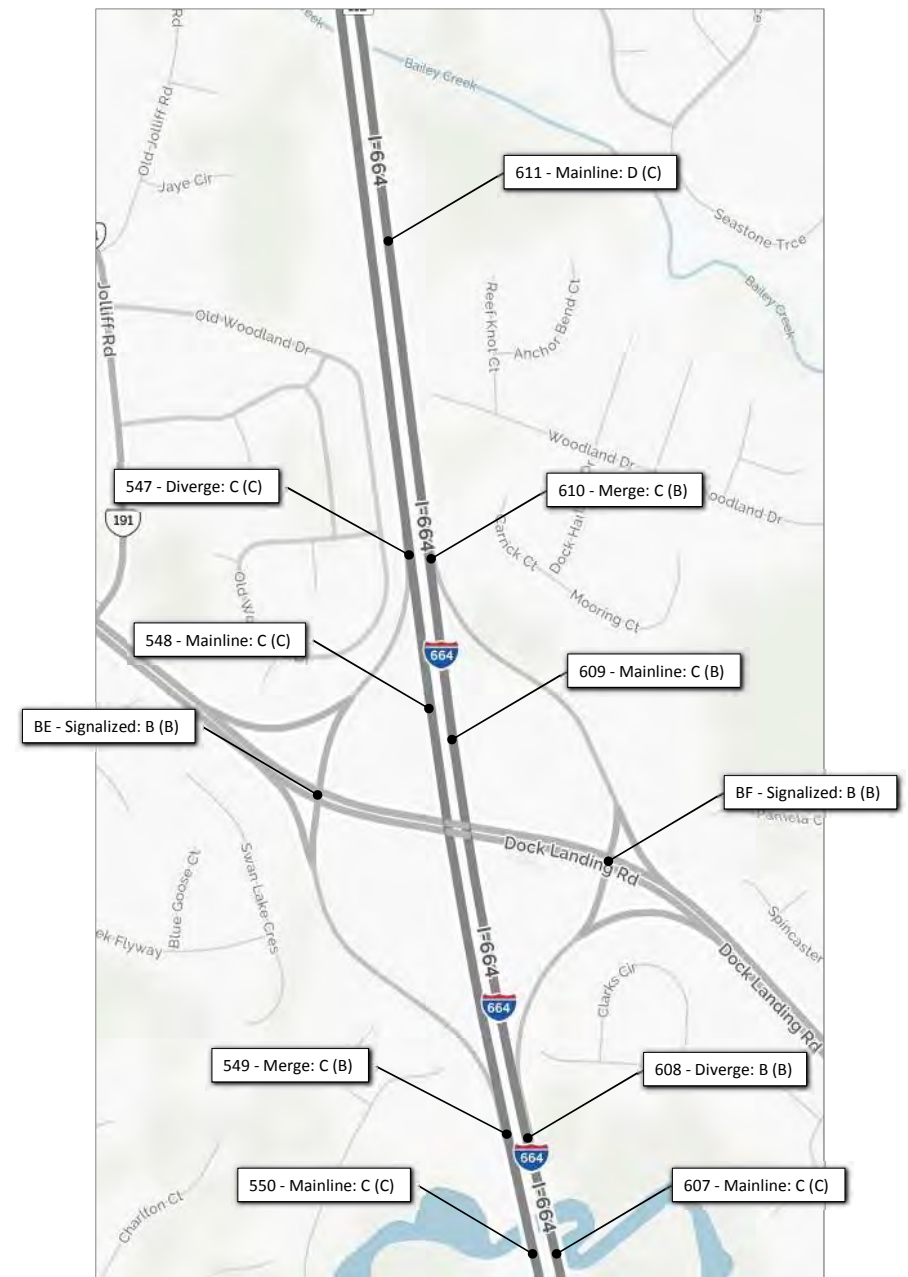 Bailey Creek
Old Jolliff Rd
I-664
611 - Mainline: D (C)
Jaye Cir
Seastone Trce
Jolliff Rd
Bailey Creek
Reef Knot Ct
Anchor Bend Ct
Old Woodland Dr
Woodland Dr
547 - Diverge: C (C)
610 - Merge: C (B)
oodland Dr
191
I-664
Mooring Ct
548 - Mainline: C (C)
664
609 - Mainline: C (B)
BE - Signalized: B (B)
BF - Signalized: B (B)
Dock Landing Rd
Blue Goose Ct
Swan Lake Cres
ek Flyway
I-664
Spincaster
Dock Landing Rd
664
Clarks Cir
549 - Merge: C (B)
608 - Diverge: B (B)
664
550 - Mainline: C (C)
607 - Mainline: C (C)
I-664
Charlton Ct